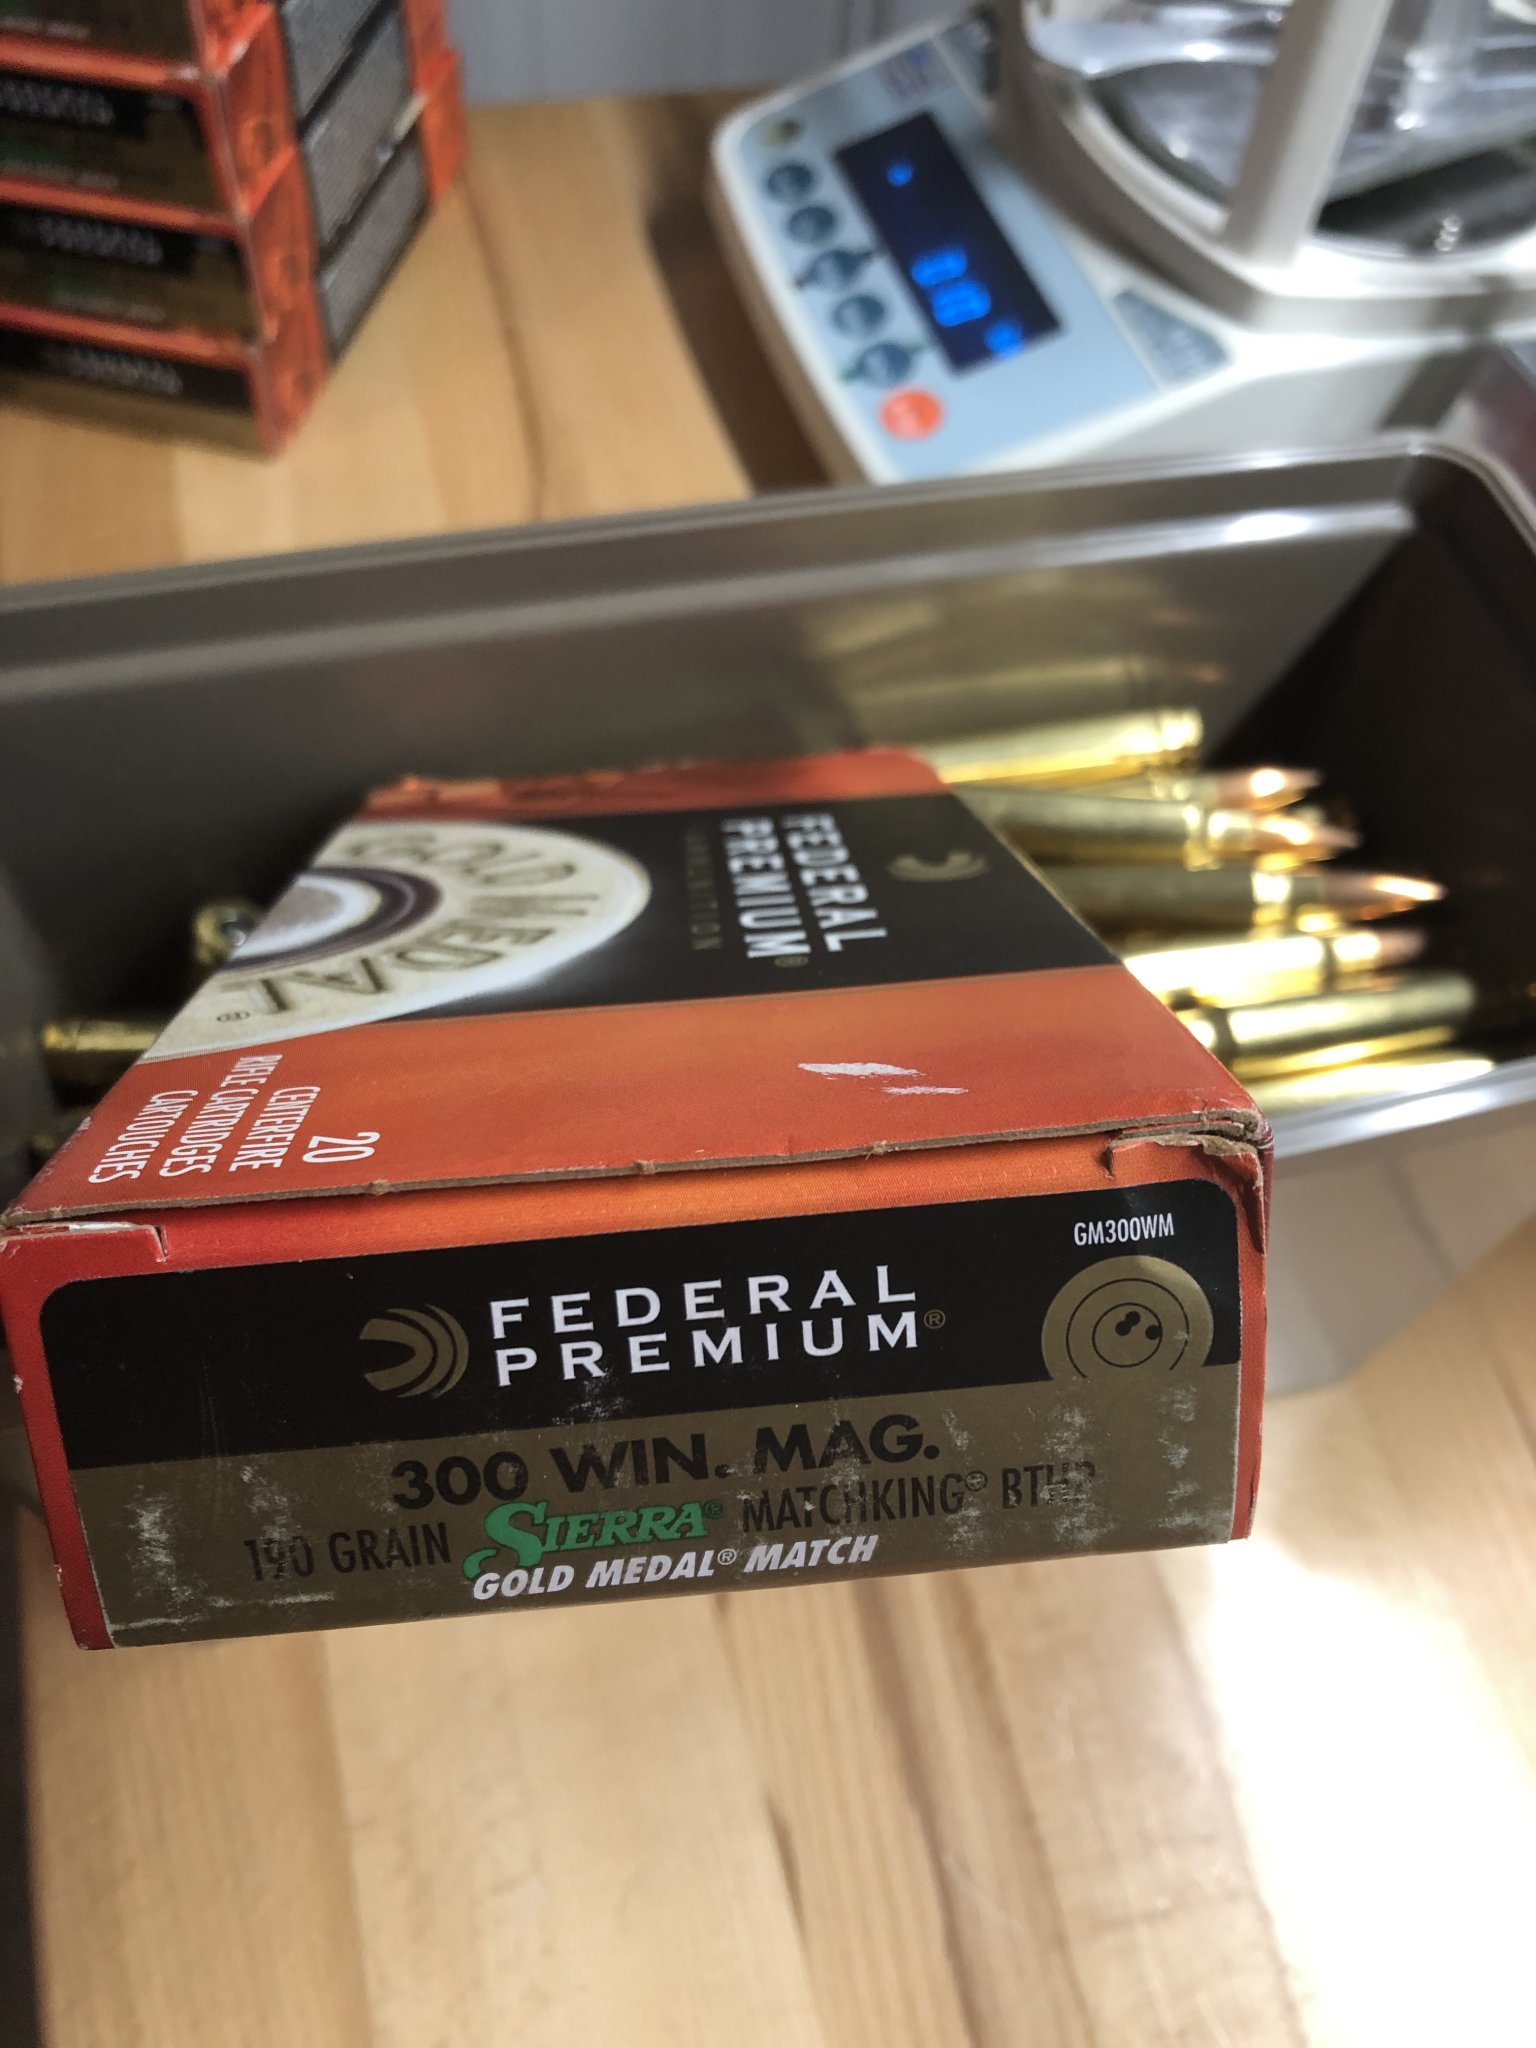 FEDERAL
PREMIUM®
AMMUNITION
GOLD MEDAL®
20
CENTERFIRE
RIFLE CARTRIDGES
CARTOUCHES
GM300WM
FEDERAL
PREMIUM®
300 WIN. MAG.
190 GRAIN SIERRA® MATCHKING® BTHP
GOLD MEDAL® MATCH